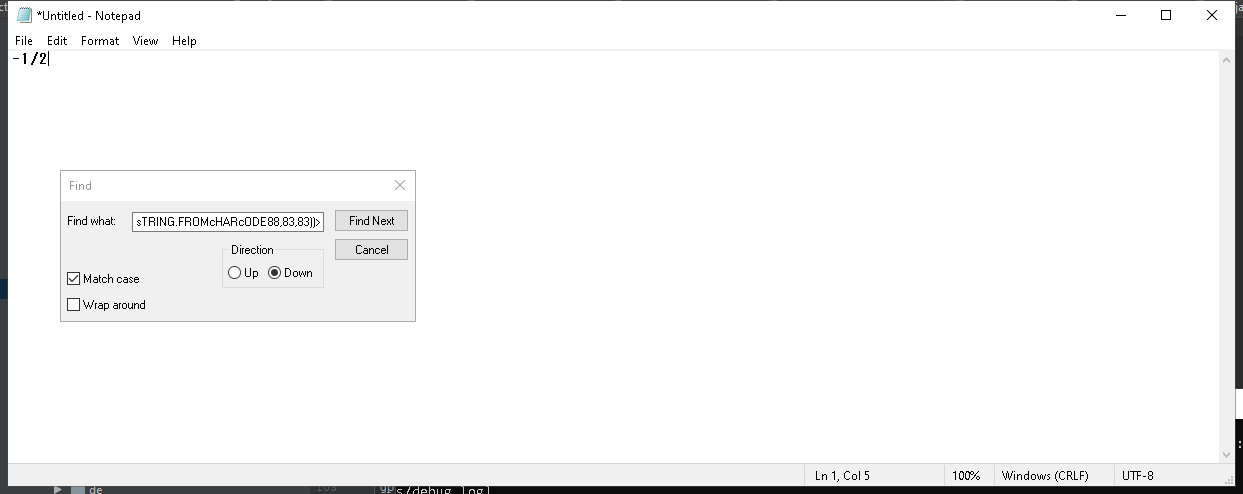 *Untitled - Notepad
File Edit Format View Help
-1/2
Find
Find what: sTRING.FROMcHARcODE88,83,83))> Find Next
Direction Cancel
Up Down
Match case
Wrap around
Ln 1, Col 5 100% Windows (CRLF) UTF-8
de
s/debug.log